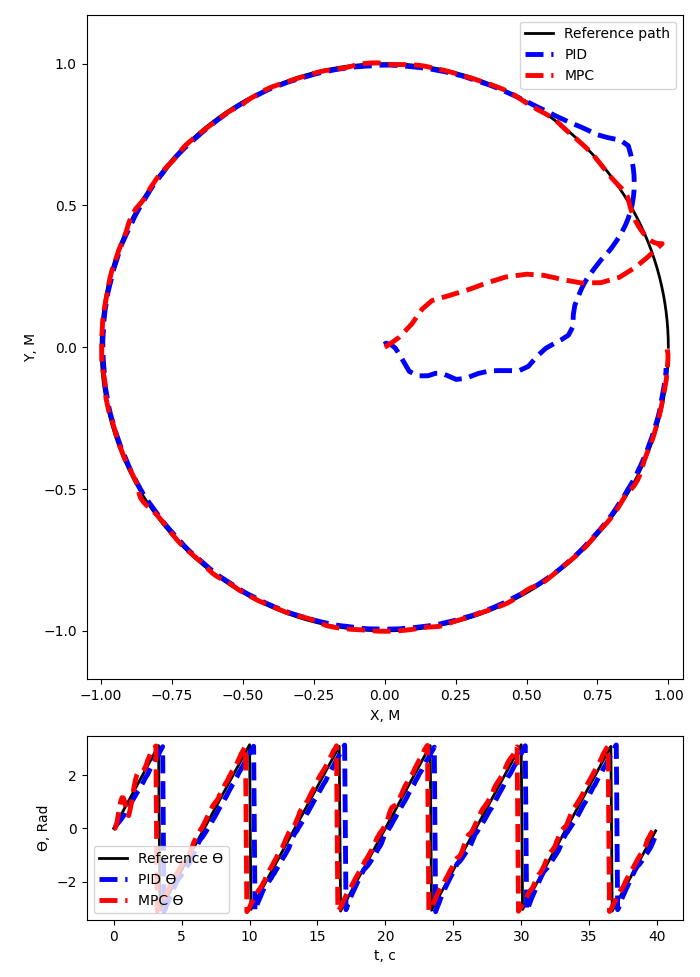 Reference path
PID
MPC
1.0
0.5
0.0
−0.5
−1.0
Y, M
−1.00 −0.75 −0.50 −0.25 0.00 0.25 0.50 0.75 1.00
X, M
2
0
−2
Ө, Rad
Reference Ө
PID Ө
MPC Ө
0 5 10 15 20 25 30 35 40
t, c